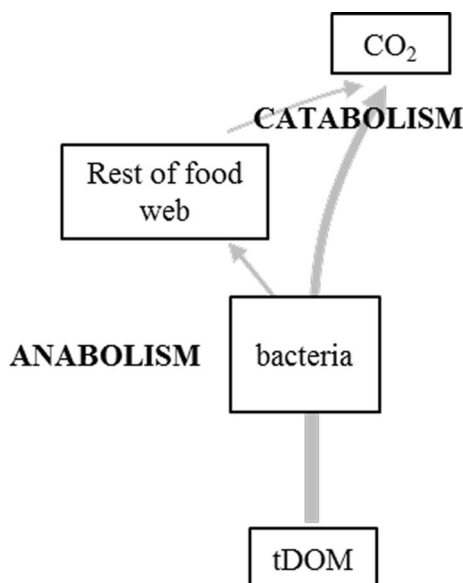 CO₂
CATABOLISM
Rest of food
web
ANABOLISM
bacteria
tDOM